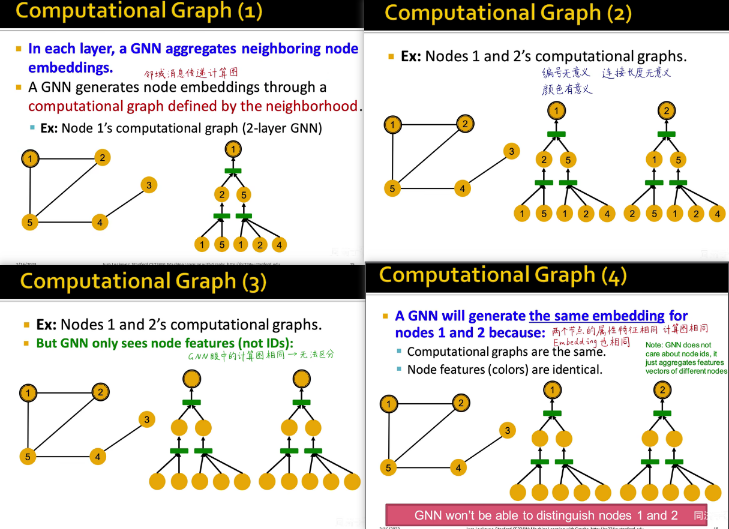 Computational Graph (1)
In each layer, a GNN aggregates neighboring node
embeddings.
邻域消息传递计算图
A GNN generates node embeddings through a
computational graph defined by the neighborhood.
Ex: Node 1's computational graph (2-layer GNN)
1
2
3
5
4
1
2 5
1 5 1 2 4
Computational Graph (2)
Ex: Nodes 1 and 2's computational graphs.
编号无意义 连接长度无意义
颜色有意义
1
2
3
5
4
1
2 5
1 5 1 2 4
2
1 5
2 5 1 2 4
Computational Graph (3)
Ex: Nodes 1 and 2's computational graphs.
But GNN only sees node features (not IDs):
GNN眼中的计算图相同→无法区分
1
2
3
5
4
Computational Graph (4)
A GNN will generate the same embedding for
nodes 1 and 2 because:
两个节点的属性特征相同 计算图相同
Embedding也相同
Computational graphs are the same.
Node features (colors) are identical.
Note: GNN does not
care about node ids, it
just aggregates features
vectors of different nodes
1
2
3
5
4
1
2
GNN won't be able to distinguish nodes 1 and 2